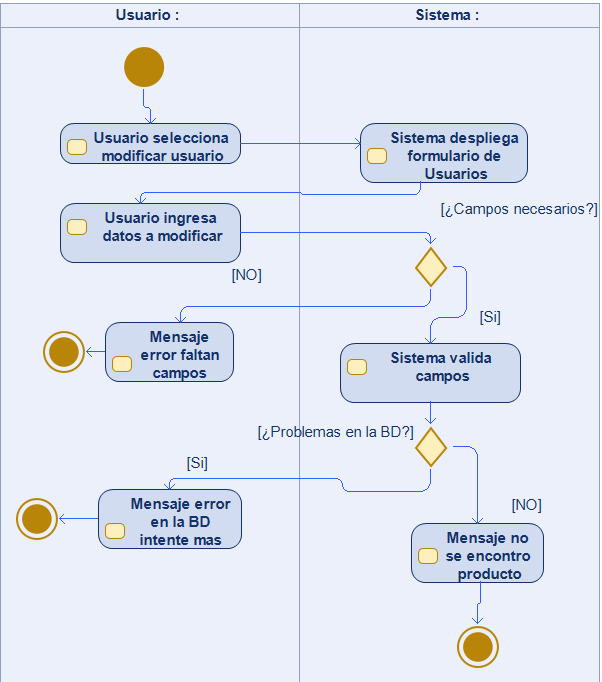 Usuario :
Sistema :
Usuario selecciona
modificar usuario
Sistema despliega
formulario de
Usuarios
Usuario ingresa
datos a modificar
[¿Campos necesarios?]
[NO]
[Si]
Mensaje
error faltan
campos
Sistema valida
campos
[¿Problemas en la BD?]
[Si]
[NO]
Mensaje error
en la BD
intente mas
Mensaje no
se encontro
producto